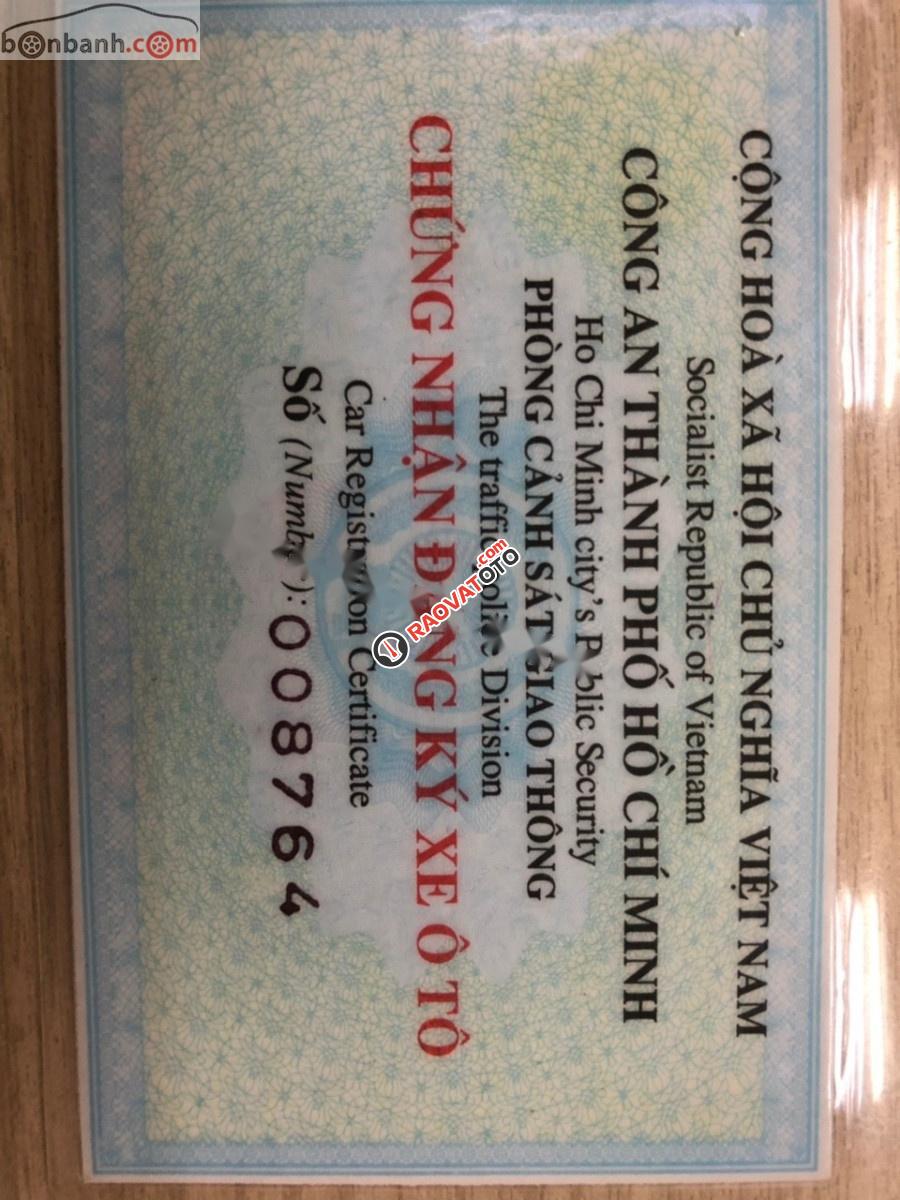 bonbanh.com
CỘNG HOÀ XÃ HỘI CHỦ NGHĨA VIỆT NAM
Socialist Republic of Vietnam
CÔNG AN THÀNH PHỐ HỒ CHÍ MINH
Ho Chi Minh city's Public Security
PHÒNG CẢNH SÁT GIAO THÔNG
The traffic police Division
CHỨNG NHẬN ĐĂNG KÝ XE Ô TÔ
Car Registration Certificate
Số (Number): 008764
RAOVATOTO.com